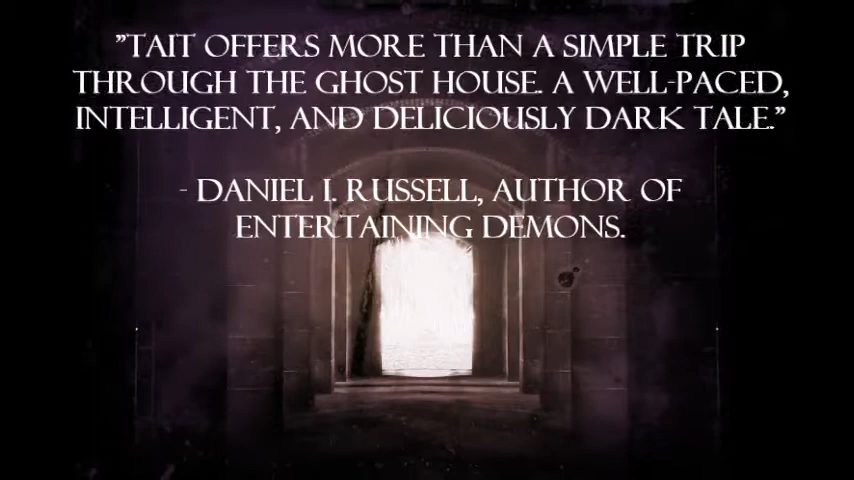 ”TAIT OFFERS MORE THAN A SIMPLE TRIP
THROUGH THE GHOST HOUSE. A WELL-PACED,
INTELLIGENT, AND DELICIOUSLY DARK TALE.”
- DANIEL I. RUSSELL, AUTHOR OF
ENTERTAINING DEMONS.